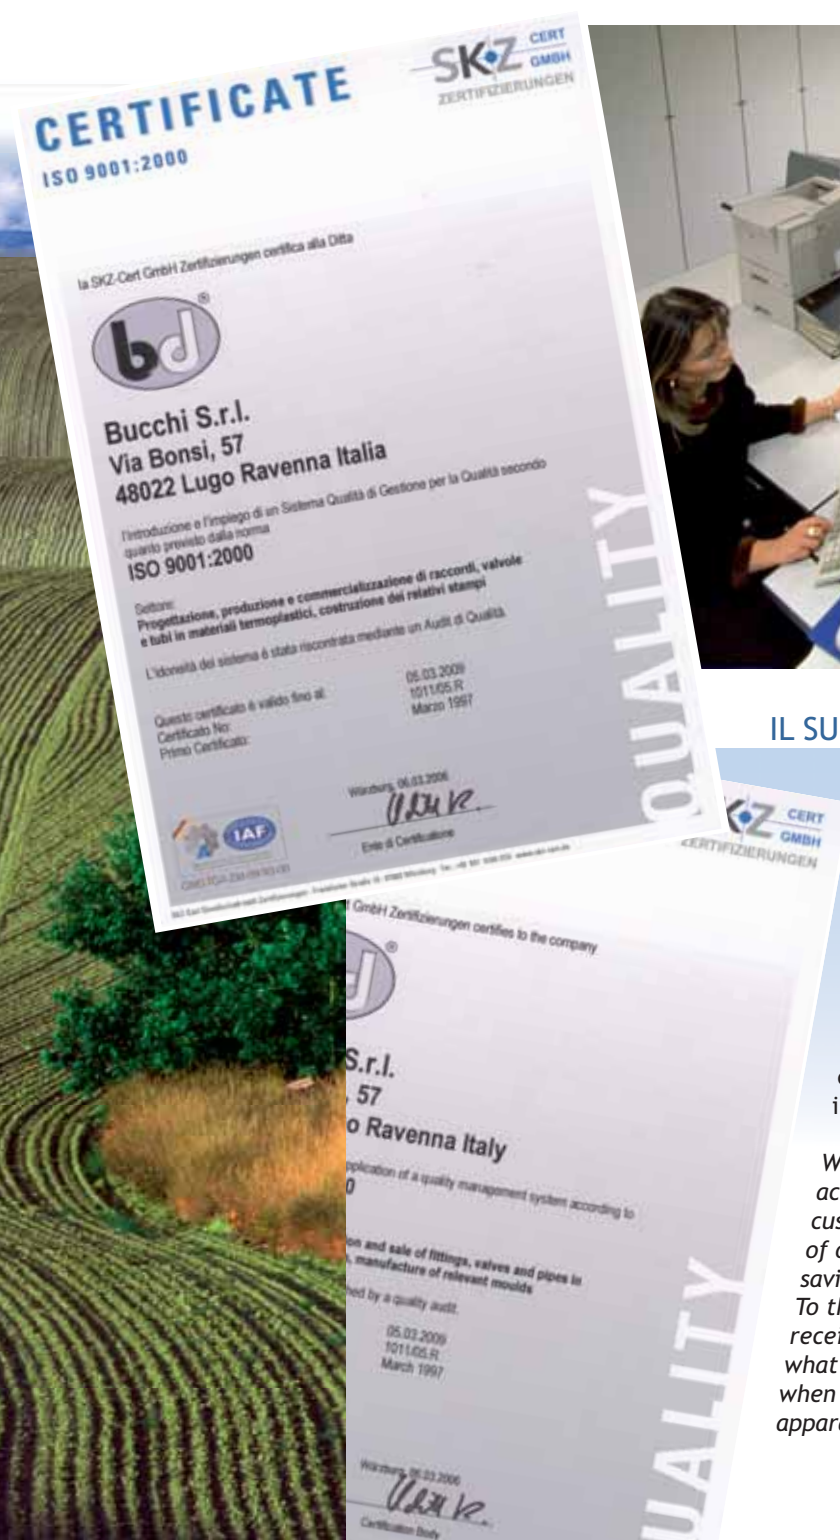 CERTIFICATE
ISO 9001:2000
SKZ CERT
GMBH
ZERTIFIZIERUNGEN
la SKZ-Cert GmbH Zertifizierungen certifica alla Ditta
bd®
Bucchi S.r.l.
Via Bonsi, 57
48022 Lugo Ravenna Italia
l'introduzione e l'impiego di un Sistema Qualità di Gestione per la Qualità secondo
quanto previsto dalla norma
ISO 9001:2000
Settore:
Progettazione, produzione e commercializzazione di raccordi, valvole
e tubi in materiali termoplastici, costruzione dei relativi stampi
L'idoneità del sistema é stata riscontrata mediante un Audit di Qualità.
Questo certificato è valido fino al: 05.03.2009
Certificato No: 1011/05.R
Primo Certificato: Marzo 1997
Würzburg, 06.03.2006
Ente di Certificazione
IAF
QUALITY
IL SU
KZ CERT
GMBH
ZERTIFIZIERUNGEN
GmbH Zertifizierungen certifies to the company
d®
S.r.l.
, 57
o Ravenna Italy
pplication of a quality management system according to
0
on and sale of fittings, valves and pipes in
, manufacture of relevant moulds
ned by a quality audit.
05.03.2009
1011/05.R
March 1997
Würzburg, 06.03.2006
Certification Body
UALITY
i
W
ac
cus
of
savi
To th
recei
what
when
appar